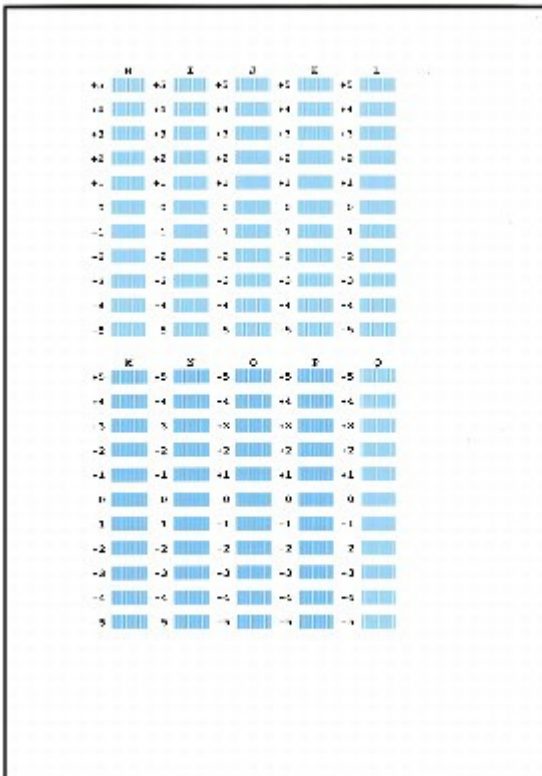 H I J K L
+5 +5 +5 +5 +5
+4 +4 +4 +4 +4
+3 +3 +3 +3 +3
+2 +2 +2 +2 +2
+1 +1 +1 +1 +1
0 0 0 0 0
-1 1 1 1 1
-2 -2 -2 -2 -2
-3 -3 -3 -3 -3
-4 -4 -4 -4 -4
-5 5 5 -5 -5
M N O P Q
+5 -5 -5 +5 -5
-4 -4 -4 +4 -4
+3 3 +3 +3 +3
-2 -2 +2 +2 +2
-1 -1 +1 +1 +1
0 0 0 0 0
1 1 -1 -1 -1
-2 -2 -2 -2 2
-3 -3 -3 -3 -3
-4 -4 -4 -4 -4
5 5 -5 -5 -5